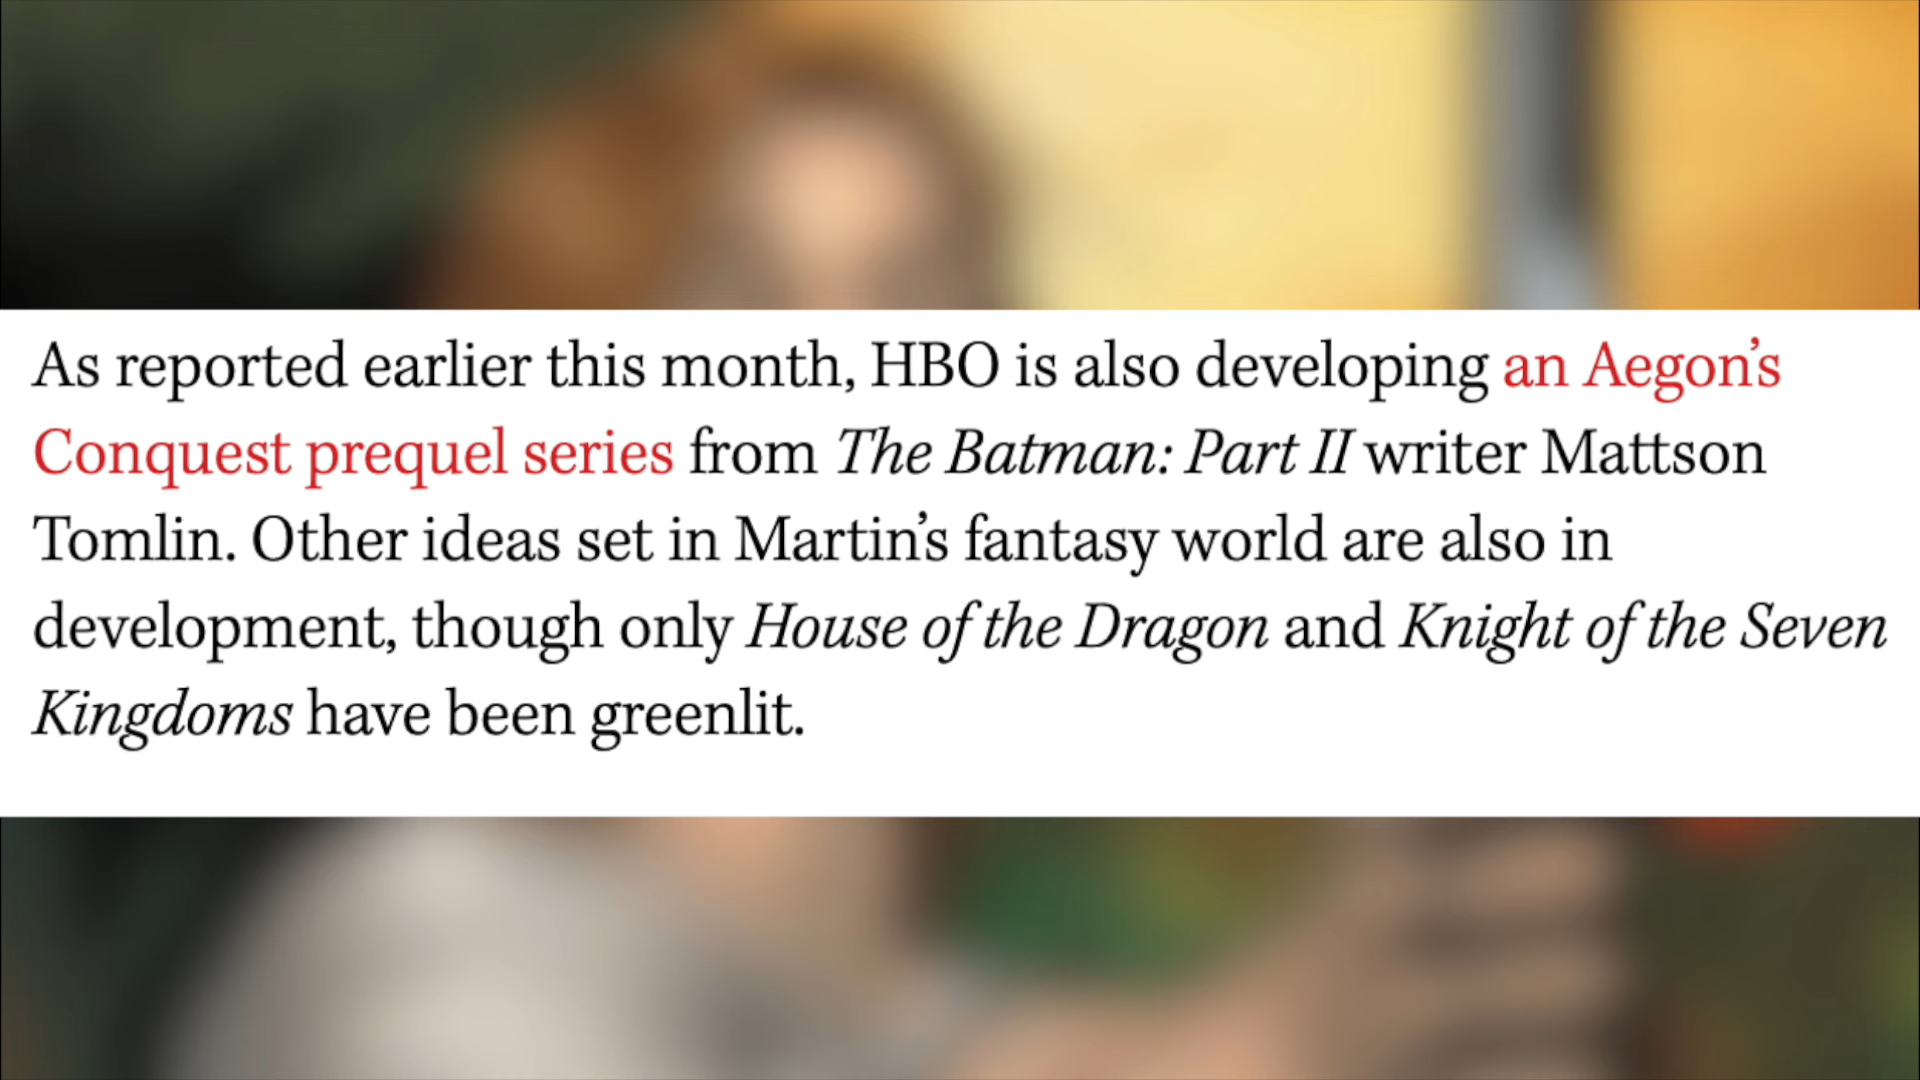 As reported earlier this month, HBO is also developing an Aegon’s
Conquest prequel series from The Batman: Part II writer Mattson
Tomlin. Other ideas set in Martin’s fantasy world are also in
development, though only House of the Dragon and Knight of the Seven
Kingdoms have been greenlit.